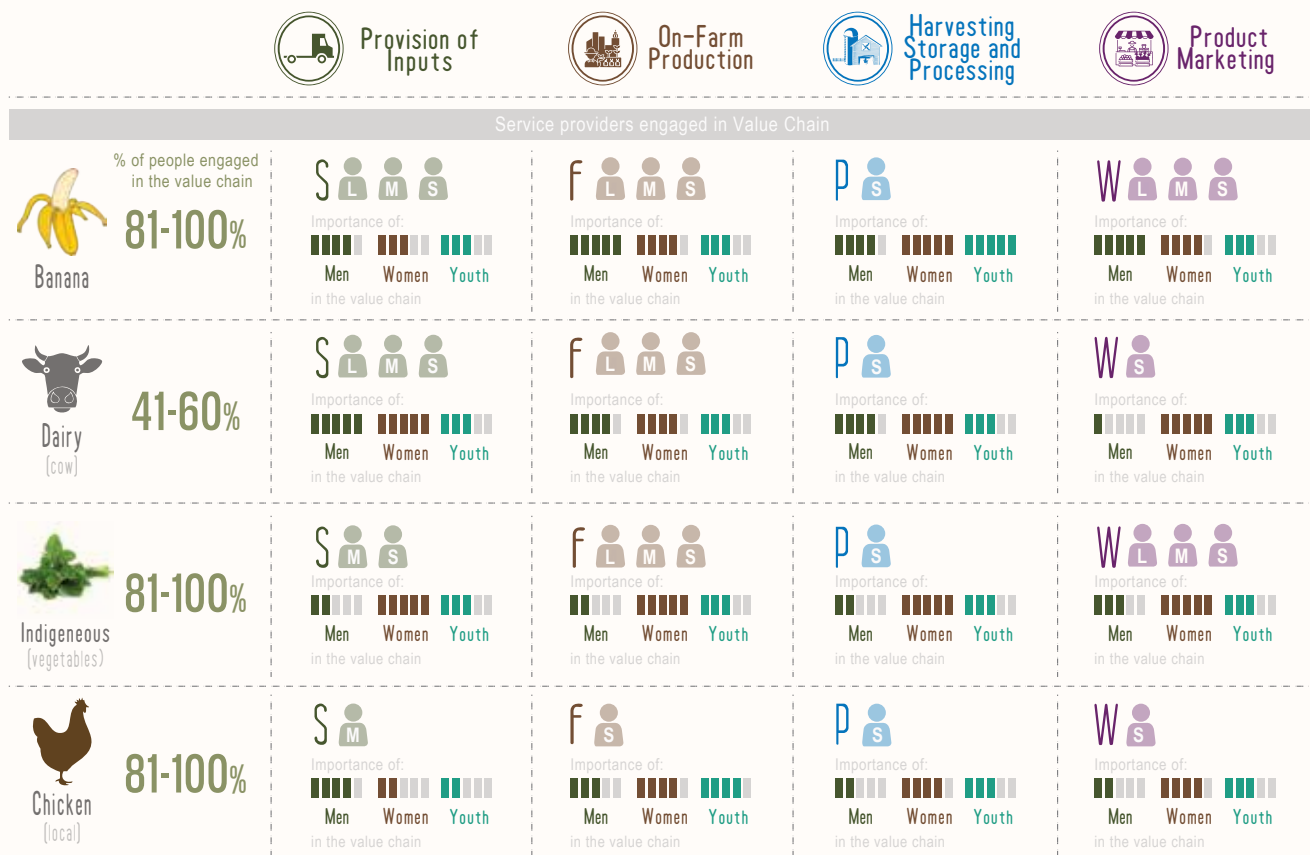 Provision of
Inputs
On-Farm
Production
Harvesting
Storage and
Processing
Product
Marketing
Service providers engaged in Value Chain
% of people engaged
in the value chain
81-100%
Banana
S L M S
Importance of:
Men Women Youth
in the value chain
F L M S
Importance of:
Men Women Youth
in the value chain
P S
Importance of:
Men Women Youth
in the value chain
W L M S
Importance of:
Men Women Youth
in the value chain
41-60%
Dairy
(cow)
S L M S
Importance of:
Men Women Youth
in the value chain
F L M S
Importance of:
Men Women Youth
in the value chain
P S
Importance of:
Men Women Youth
in the value chain
W S
Importance of:
Men Women Youth
in the value chain
81-100%
Indigeneous
(vegetables)
S M S
Importance of:
Men Women Youth
in the value chain
F L M S
Importance of:
Men Women Youth
in the value chain
P S
Importance of:
Men Women Youth
in the value chain
W L M S
Importance of:
Men Women Youth
in the value chain
81-100%
Chicken
(local)
S M
Importance of:
Men Women Youth
in the value chain
F S
Importance of:
Men Women Youth
in the value chain
P S
Importance of:
Men Women Youth
in the value chain
W S
Importance of:
Men Women Youth
in the value chain